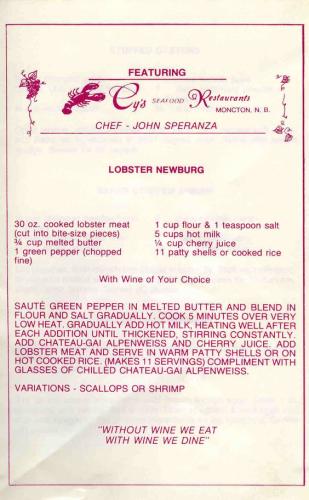 FEATURING
Cy's SEAFOOD Restaurants
MONCTON, N. B.
CHEF - JOHN SPERANZA
LOBSTER NEWBURG
30 oz. cooked lobster meat
(cut into bite-size pieces)
¾ cup melted butter
1 green pepper (chopped
fine)
1 cup flour & 1 teaspoon salt
5 cups hot milk
¼ cup cherry juice
11 patty shells or cooked rice
With Wine of Your Choice
SAUTÉ GREEN PEPPER IN MELTED BUTTER AND BLEND IN
FLOUR AND SALT GRADUALLY. COOK 5 MINUTES OVER VERY
LOW HEAT. GRADUALLY ADD HOT MILK, HEATING WELL AFTER
EACH ADDITION UNTIL THICKENED, STIRRING CONSTANTLY.
ADD CHATEAU-GAI ALPENWEISS AND CHERRY JUICE. ADD
LOBSTER MEAT AND SERVE IN WARM PATTY SHELLS OR ON
HOT COOKED RICE. (MAKES 11 SERVINGS) COMPLIMENT WITH
GLASSES OF CHILLED CHATEAU-GAI ALPENWEISS.
VARIATIONS - SCALLOPS OR SHRIMP
"WITHOUT WINE WE EAT
WITH WINE WE DINE"